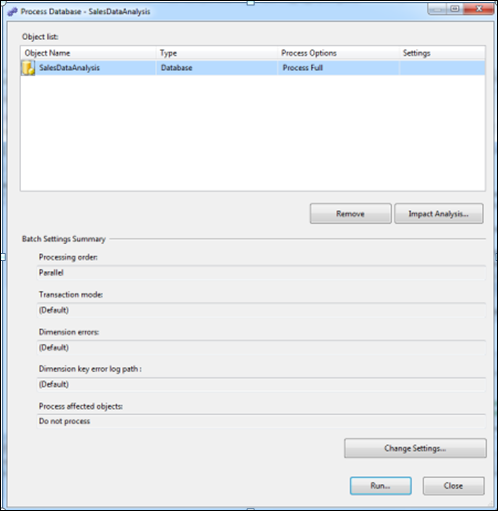 Process Database - SalesDataAnalysis
Object list:
Object Name Type Process Options Settings
SalesDataAnalysis Database Process Full
Remove Impact Analysis...
Batch Settings Summary
Processing order:
Parallel
Transaction mode:
(Default)
Dimension errors:
(Default)
Dimension key error log path :
(Default)
Process affected objects:
Do not process
Change Settings...
Run... Close